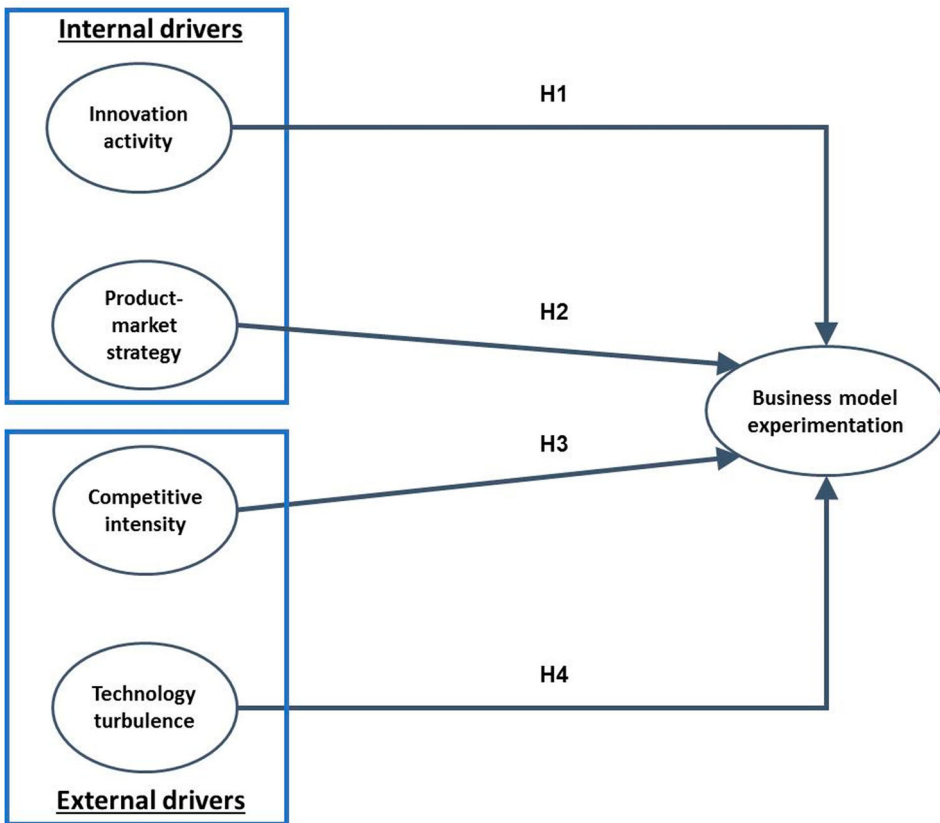 Internal drivers
Innovation
activity
H1
Product-
market
strategy
H2
Business model
experimentation
Competitive
intensity
H3
Technology
turbulence
H4
External drivers